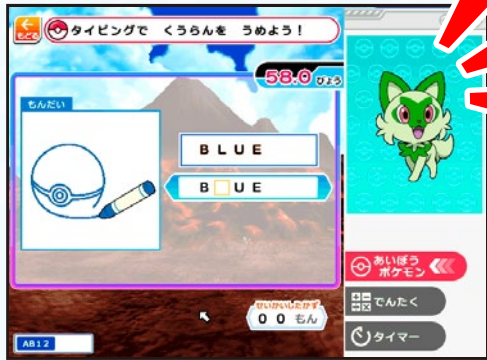 もどる
タイピングで くうらんを うめよう!
58.0 びょう
もんだい
BLUE
B UE
せいかいしたかず
00 もん
AB12
あいぼう
ポケモン
でんたく
タイマー